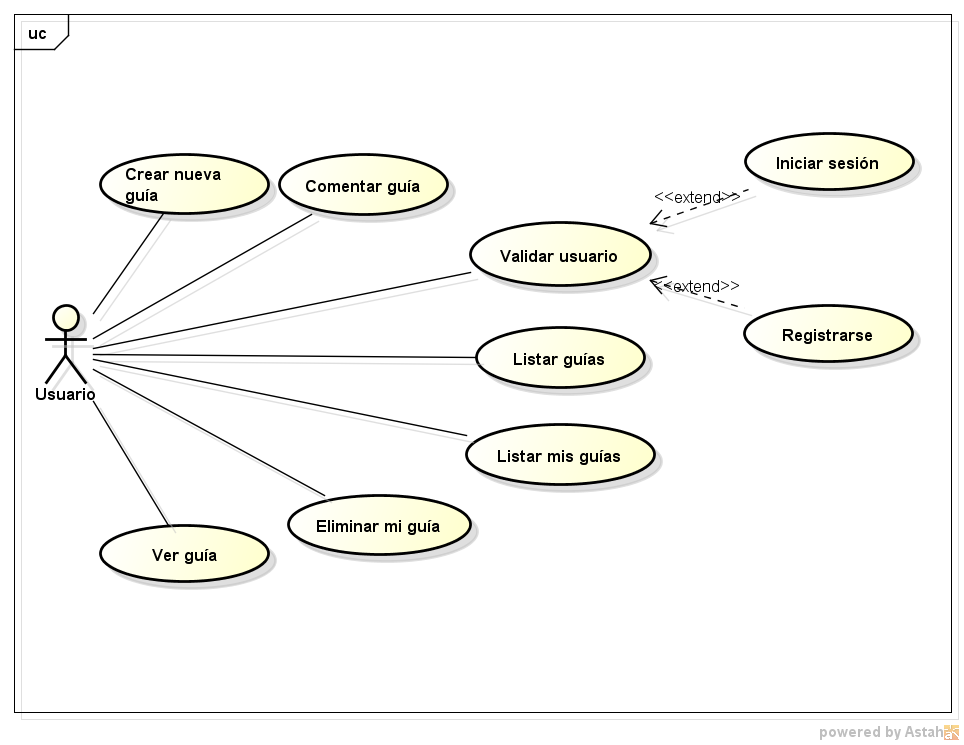 uc
Crear nueva
guía
Comentar guía
Iniciar sesión
<<extend>>
Validar usuario
<<extend>>
Registrarse
Listar guías
Usuario
Listar mis guías
Eliminar mi guía
Ver guía
powered by Astah